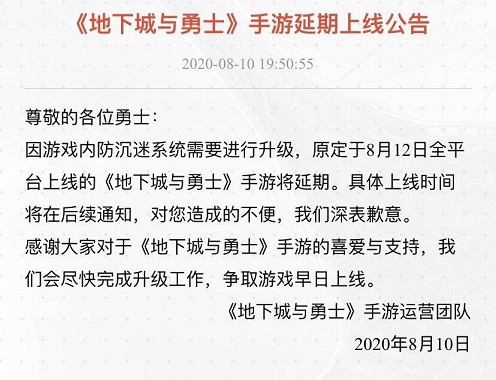 《地下城与勇士》手游延期上线公告
2020-08-10 19:50:55
尊敬的各位勇士：
因游戏内防沉迷系统需要进行升级，原定于8月12日全平
台上线的《地下城与勇士》手游将延期。具体上线时间
将在后续通知，对您造成的不便，我们深表歉意。
感谢大家对于《地下城与勇士》手游的喜爱与支持，我
们会尽快完成升级工作，争取游戏早日上线。
《地下城与勇士》手游运营团队
2020年8月10日